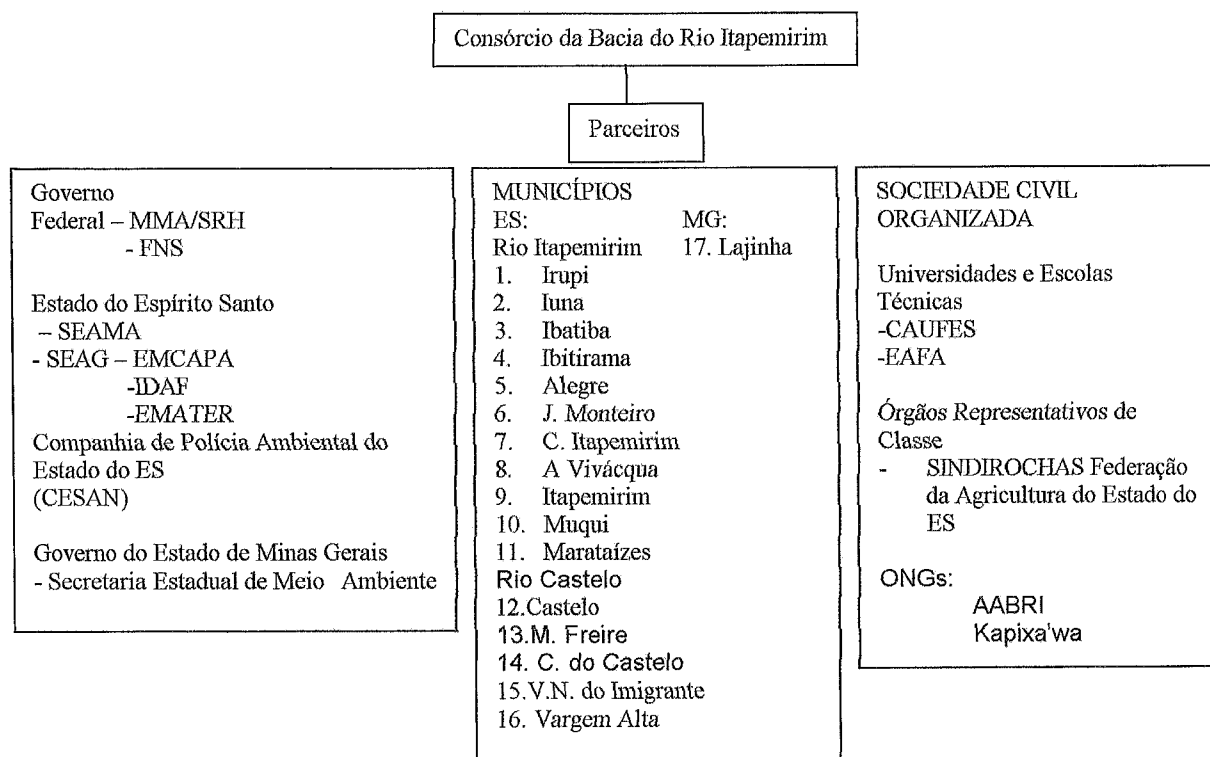 Consórcio da Bacia do Rio Itapemirim
Parceiros
Governo
Federal – MMA/SRH
- FNS
Estado do Espírito Santo
– SEAMA
- SEAG – EMCAPA
-IDAF
-EMATER
Companhia de Polícia Ambiental do
Estado do ES
(CESAN)
Governo do Estado de Minas Gerais
- Secretaria Estadual de Meio Ambiente
MUNICÍPIOS
ES: MG:
Rio Itapemirim 17. Lajinha
1. Irupi
2. Iuna
3. Ibatiba
4. Ibitirama
5. Alegre
6. J. Monteiro
7. C. Itapemirim
8. A Vivácqua
9. Itapemirim
10. Muqui
11. Marataízes
Rio Castelo
12.Castelo
13.M. Freire
14. C. do Castelo
15.V.N. do Imigrante
16. Vargem Alta
SOCIEDADE CIVIL
ORGANIZADA
Universidades e Escolas
Técnicas
-CAUFES
-EAFA
Órgãos Representativos de
Classe
- SINDIROCHAS Federação
da Agricultura do Estado do
ES
ONGs:
AABRI
Kapixa'wa